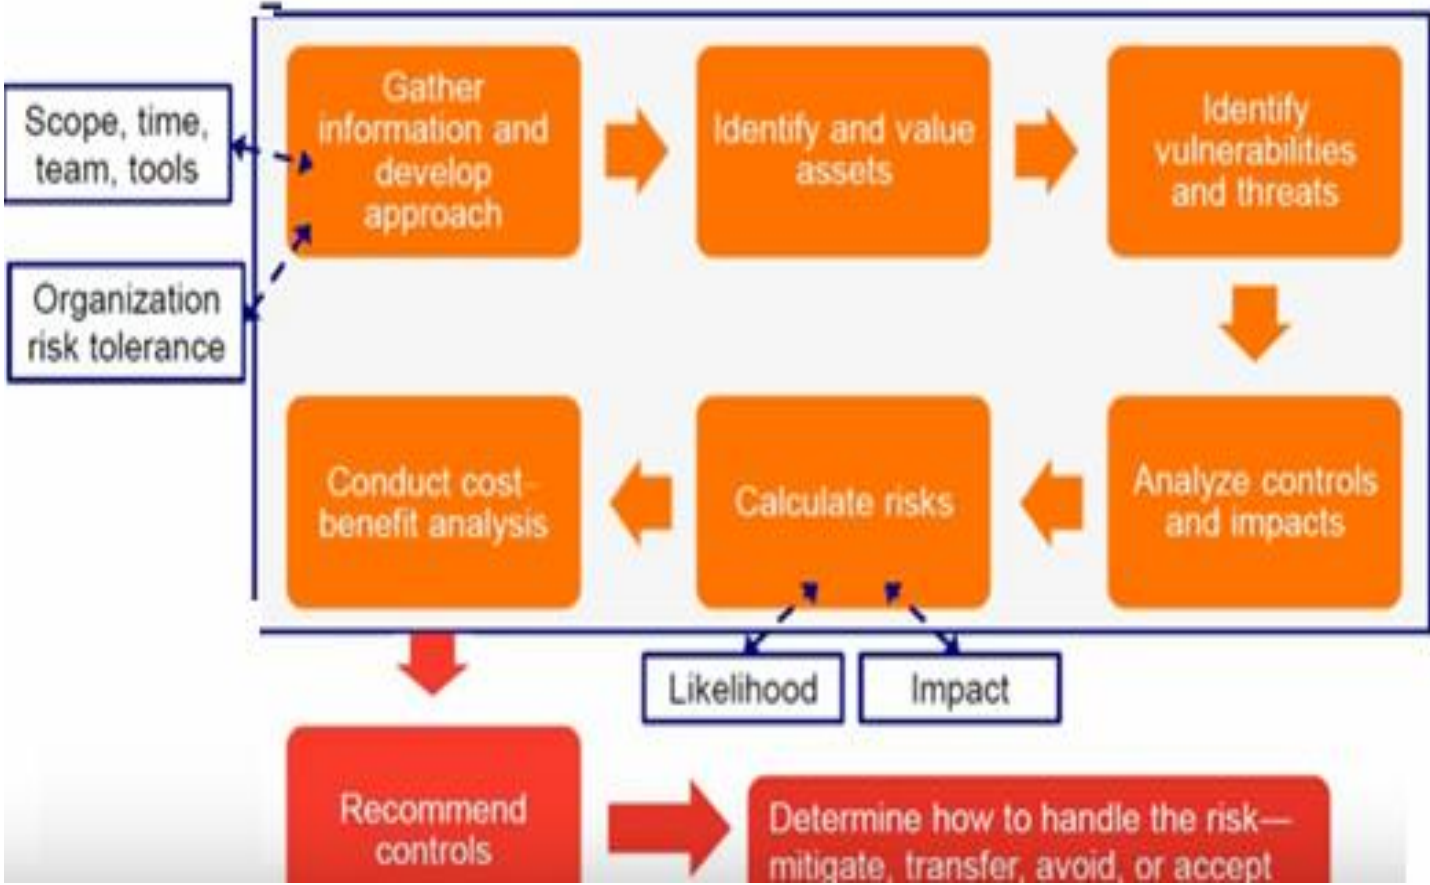 Scope, time,
team, tools
Organization
risk tolerance
Gather
information and
develop
approach
Identify and value
assets
Identify
vulnerabilities
and threats
Analyze controls
and impacts
Calculate risks
Conduct cost-
benefit analysis
Likelihood
Impact
Recommend
controls
Determine how to handle the risk—
mitigate, transfer, avoid, or accept